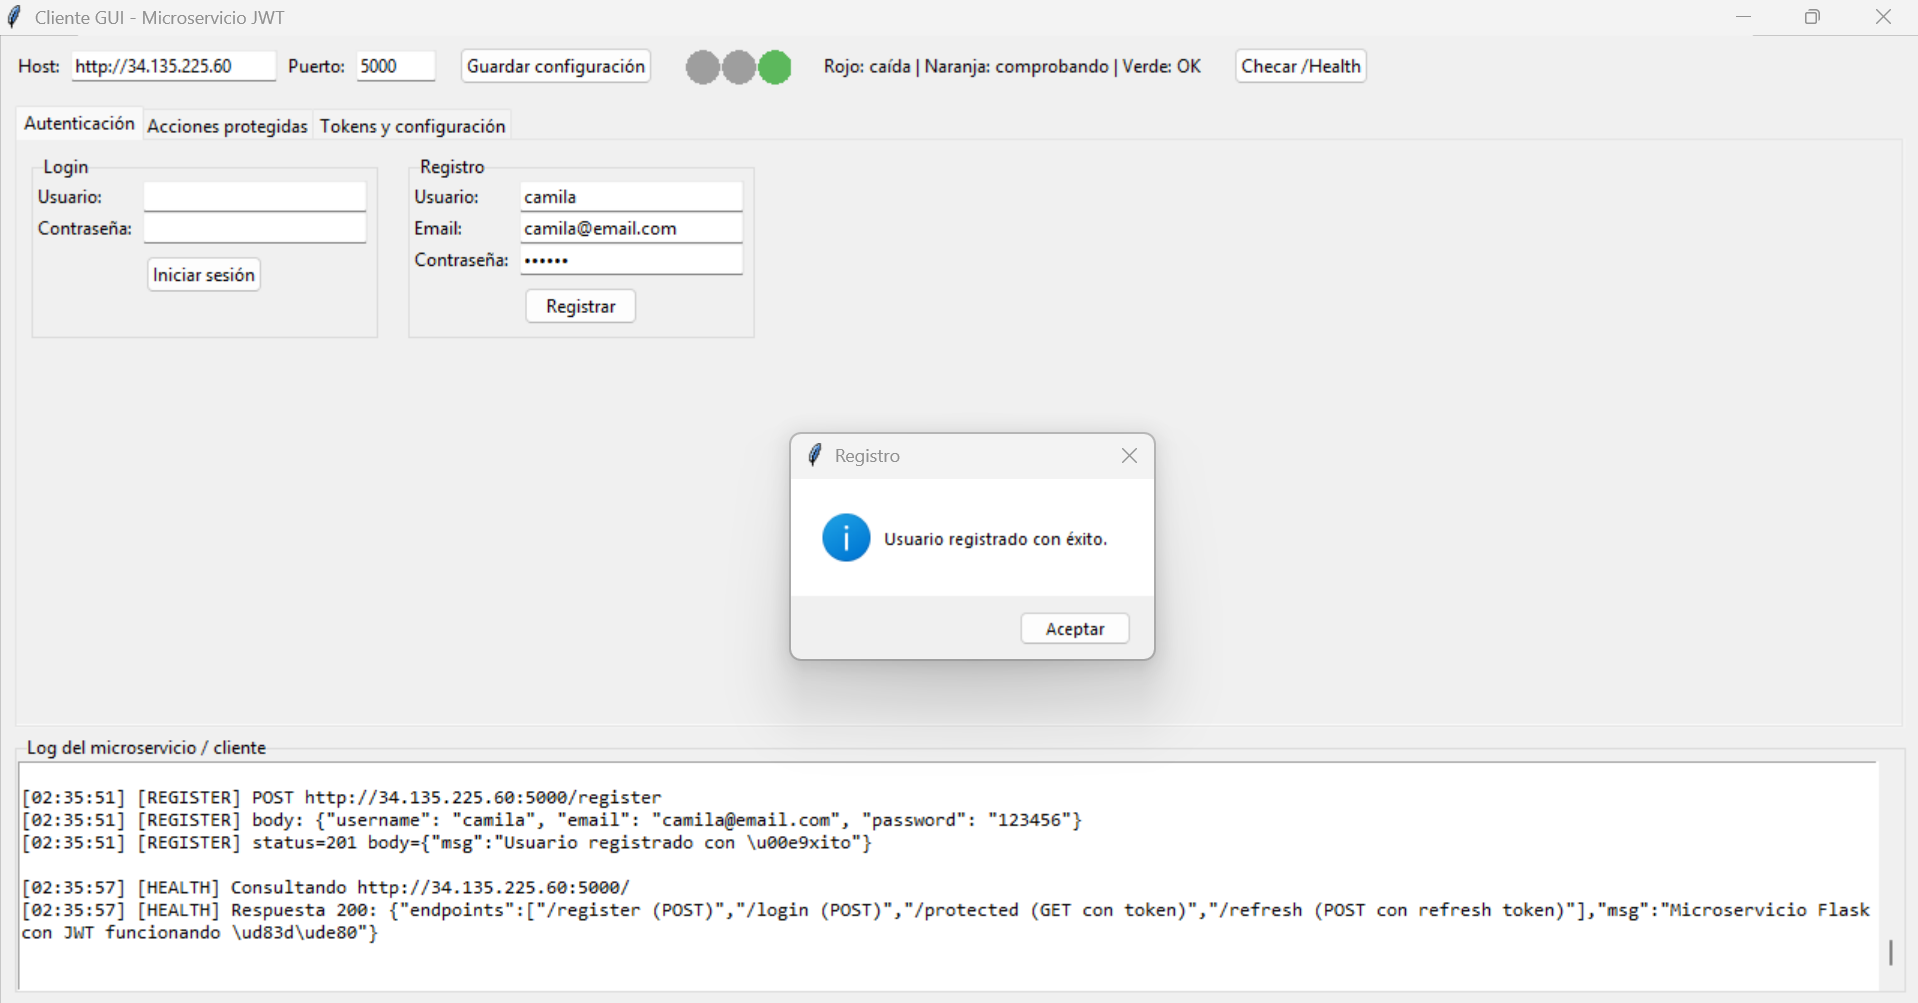 Cliente GUI - Microservicio JWT
Host: http://34.135.225.60 Puerto: 5000 Guardar configuración Rojo: caída | Naranja: comprobando | Verde: OK Checar /Health
Autenticación Acciones protegidas Tokens y configuración
Login
Usuario:
Contraseña:
Iniciar sesión
Registro
Usuario: camila
Email: camila@email.com
Contraseña: ••••••
Registrar
Registro
Usuario registrado con éxito.
Aceptar
Log del microservicio / cliente
[02:35:51] [REGISTER] POST http://34.135.225.60:5000/register
[02:35:51] [REGISTER] body: {"username": "camila", "email": "camila@email.com", "password": "123456"}
[02:35:51] [REGISTER] status=201 body={"msg":"Usuario registrado con \u00e9xito"}
[02:35:57] [HEALTH] Consultando http://34.135.225.60:5000/
[02:35:57] [HEALTH] Respuesta 200: {"endpoints":["/register (POST)","/login (POST)","/protected (GET con token)","/refresh (POST con refresh token)"],"msg":"Microservicio Flask
con JWT funcionando \ud83d\ude80"}